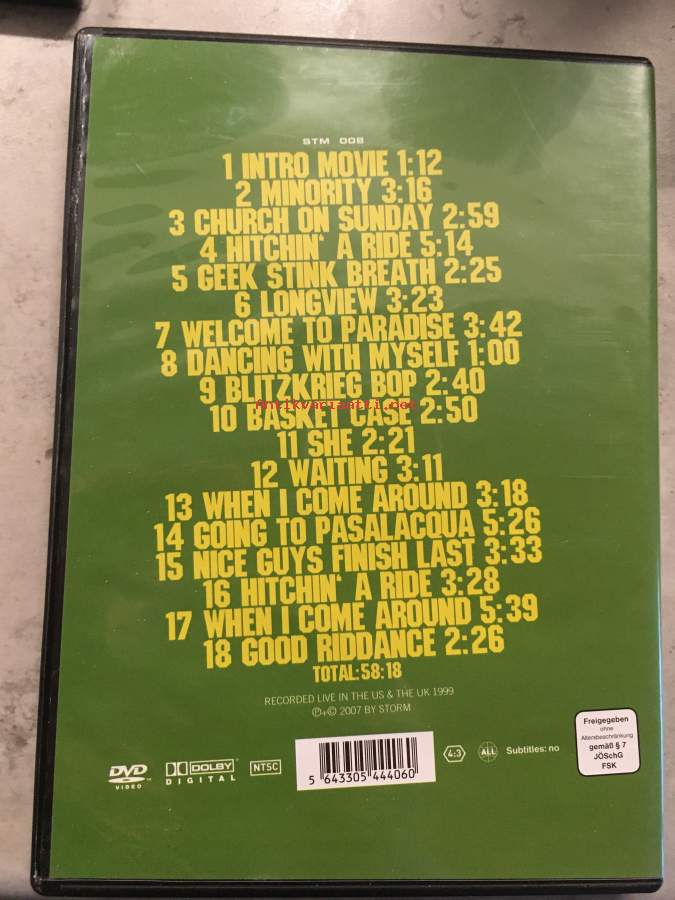 STM 008
1 INTRO MOVIE 1:12
2 MINORITY 3:16
3 CHURCH ON SUNDAY 2:59
4 HITCHIN' A RIDE 5:14
5 GEEK STINK BREATH 2:25
6 LONGVIEW 3:23
7 WELCOME TO PARADISE 3:42
8 DANCING WITH MYSELF 1:00
9 BLITZKRIEG BOP 2:40
Antikvariaatti.net
10 BASKET CASE 2:50
11 SHE 2:21
12 WAITING 3:11
13 WHEN I COME AROUND 3:18
14 GOING TO PASALACQUA 5:26
15 NICE GUYS FINISH LAST 3:33
16 HITCHIN' A RIDE 3:28
17 WHEN I COME AROUND 5:39
18 GOOD RIDDANCE 2:26
TOTAL: 58:18
RECORDED LIVE IN THE US & THE UK 1999
℗+© 2007 BY STORM
DVD VIDEO
DOLBY DIGITAL
NTSC
5 643305 444060
4:3
ALL
Subtitles: no
Freigegeben
ohne
Altersbeschränkung
gemäß § 7
JÖSchG
FSK